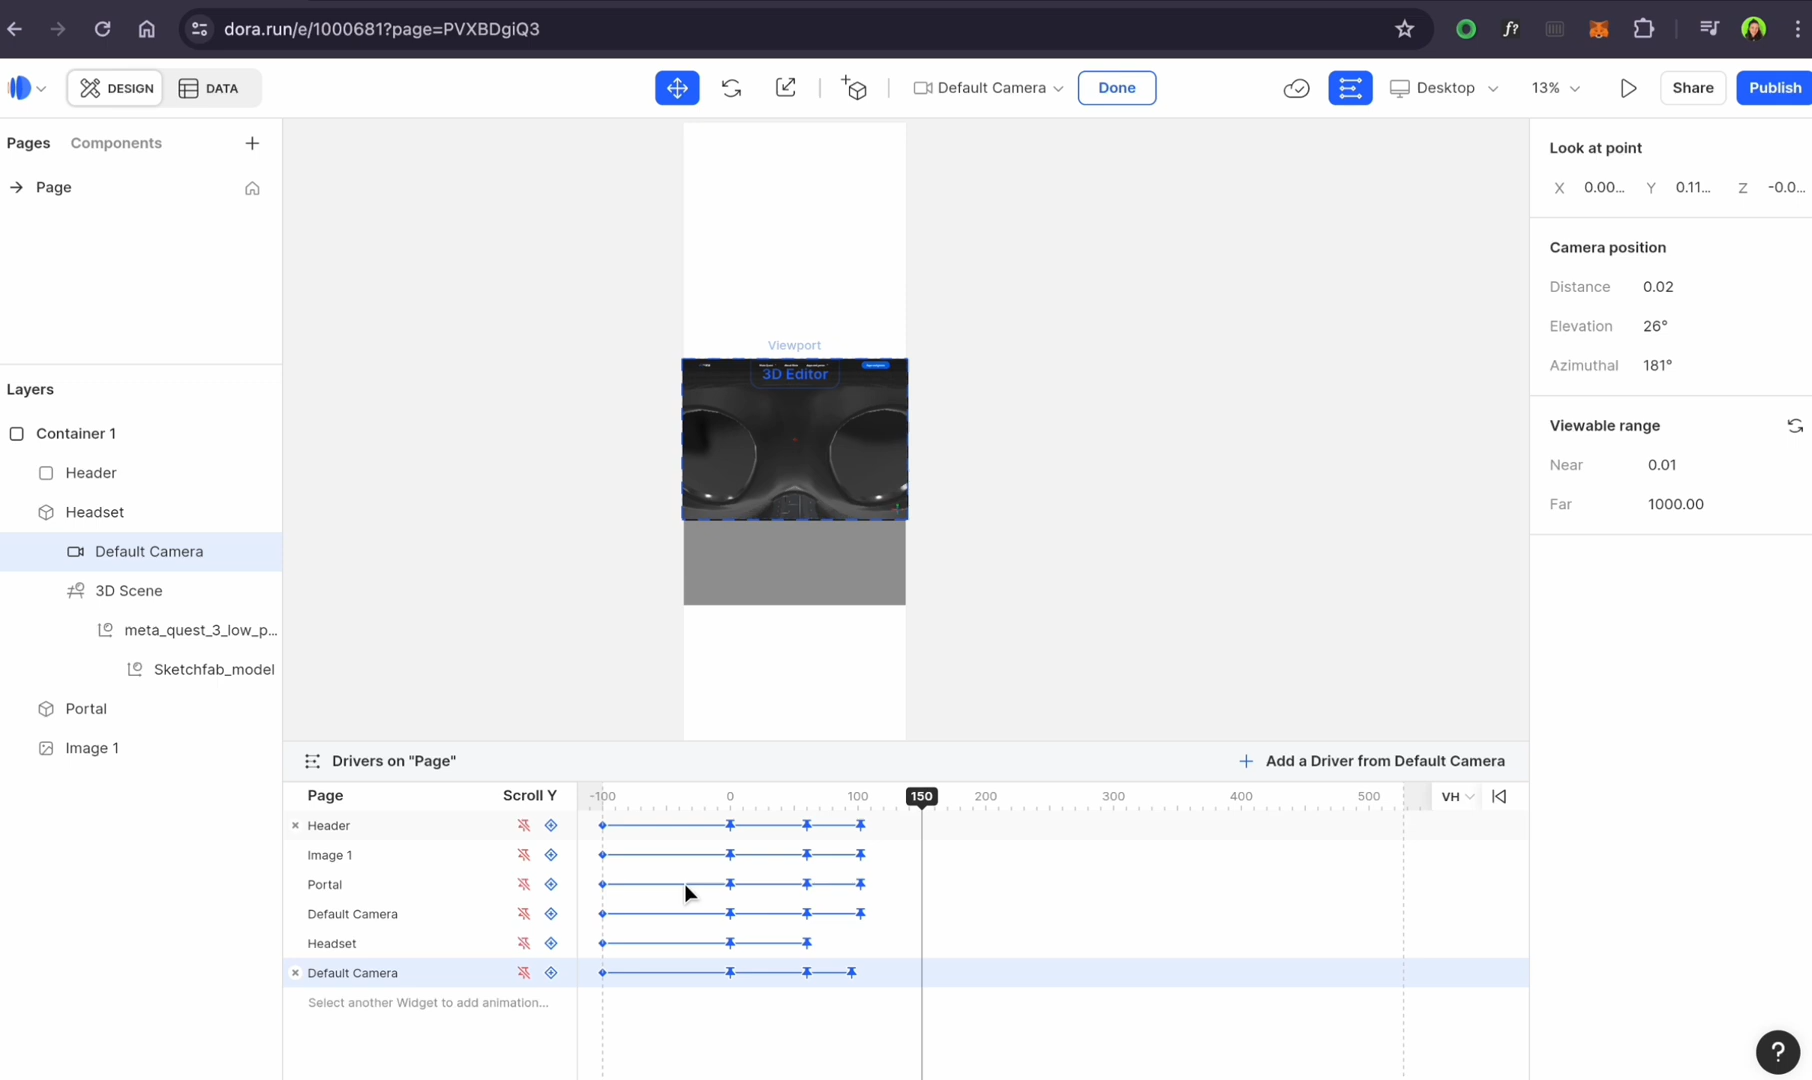 dora.run/e/1000681?page=PVXBDgiQ3
f?
DESIGN
DATA
Default Camera
Done
Desktop
13%
Share
Publish
Pages Components
Page
Layers
Container 1
Header
Headset
Default Camera
3D Scene
meta_quest_3_low_p...
Sketchfab_model
Portal
Image 1
Viewport
3D Editor
Look at point
X 0.00... Y 0.11... Z -0.0...
Camera position
Distance 0.02
Elevation 26°
Azimuthal 181°
Viewable range
Near 0.01
Far 1000.00
Drivers on "Page"
Add a Driver from Default Camera
Page Scroll Y
-100 0 100 150 200 300 400 500 VH
Header
Image 1
Portal
Default Camera
Headset
Default Camera
Select another Widget to add animation...
?